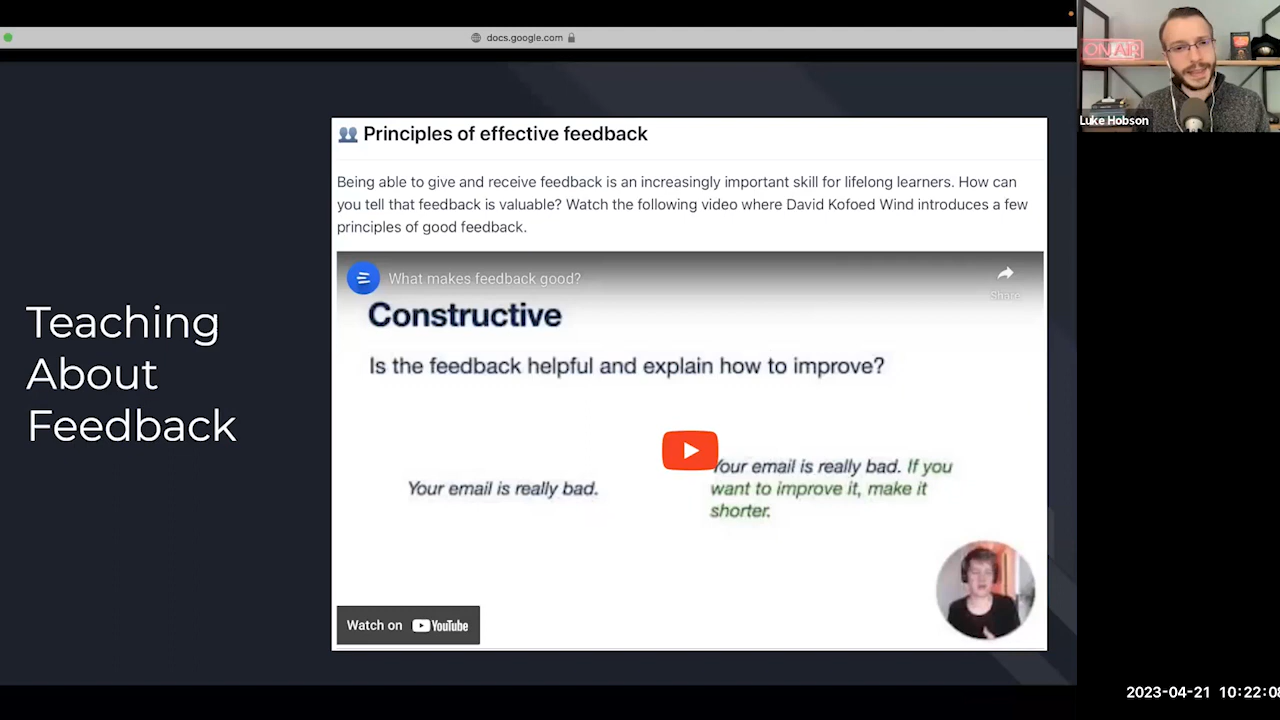 docs.google.com
ON AIR
Luke Hobson
Principles of effective feedback
Being able to give and receive feedback is an increasingly important skill for lifelong learners. How can
you tell that feedback is valuable? Watch the following video where David Kofoed Wind introduces a few
principles of good feedback.
What makes feedback good?
Share
Constructive
Is the feedback helpful and explain how to improve?
Teaching
About
Feedback
Your email is really bad.
Your email is really bad. If you
want to improve it, make it
shorter.
Watch on YouTube
2023-04-21 10:22:08